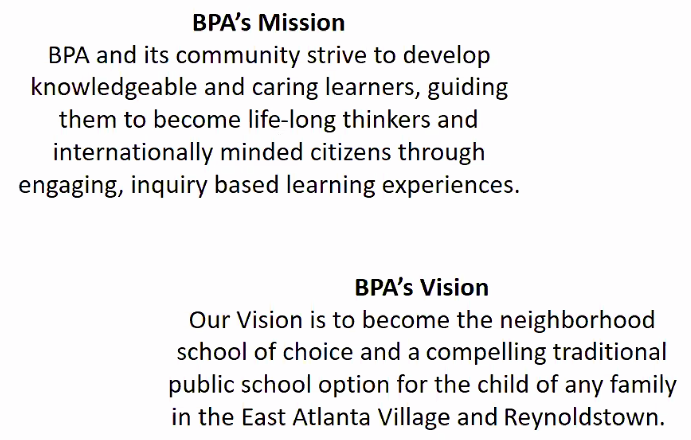 BPA’s Mission
BPA and its community strive to develop
knowledgeable and caring learners, guiding
them to become life-long thinkers and
internationally minded citizens through
engaging, inquiry based learning experiences.
BPA’s Vision
Our Vision is to become the neighborhood
school of choice and a compelling traditional
public school option for the child of any family
in the East Atlanta Village and Reynoldstown.